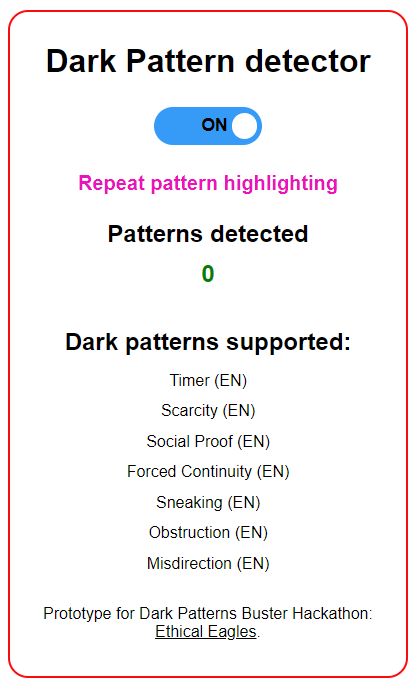 Dark Pattern detector
ON
Repeat pattern highlighting
Patterns detected
0
Dark patterns supported:
Timer (EN)
Scarcity (EN)
Social Proof (EN)
Forced Continuity (EN)
Sneaking (EN)
Obstruction (EN)
Misdirection (EN)
Prototype for Dark Patterns Buster Hackathon:
Ethical Eagles.